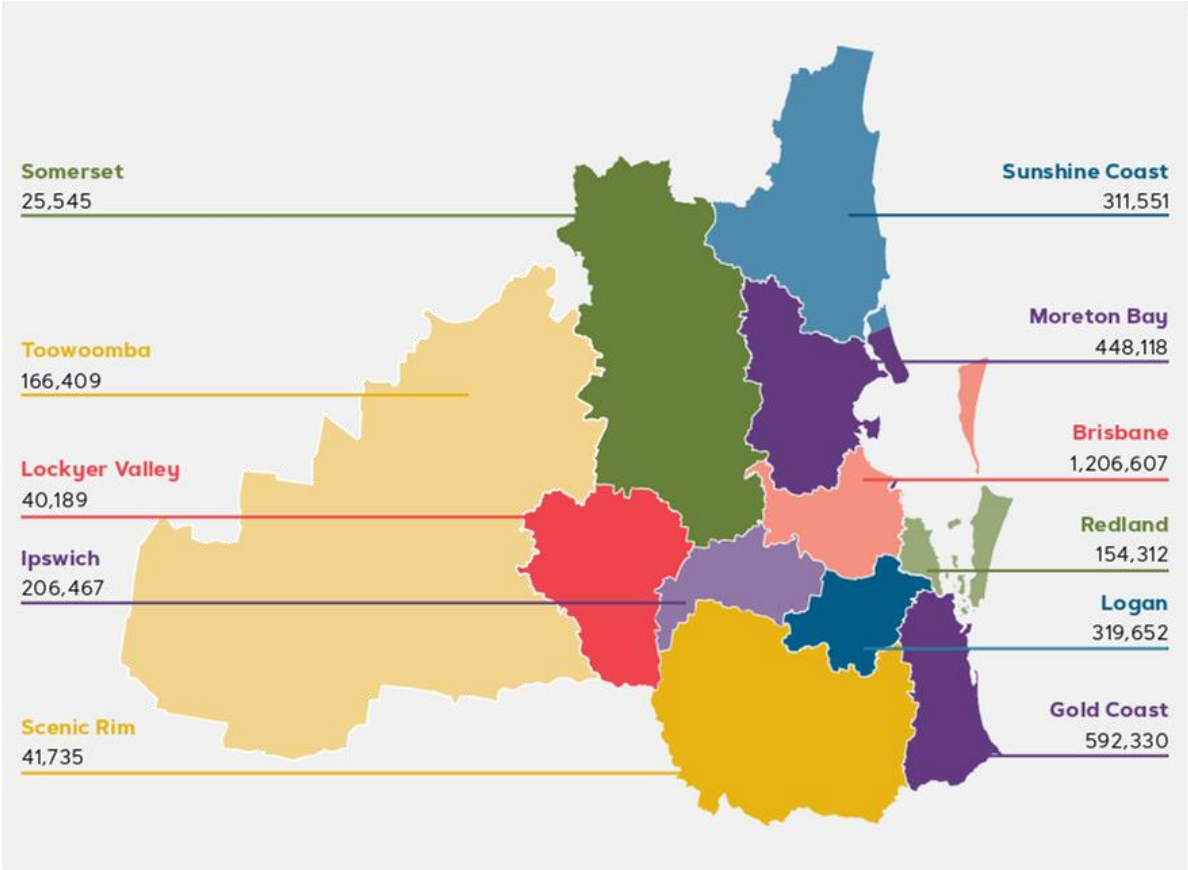 Somerset
25,545
Toowoomba
166,409
Lockyer Valley
40,189
Ipswich
206,467
Scenic Rim
41,735
Sunshine Coast
311,551
Moreton Bay
448,118
Brisbane
1,206,607
Redland
154,312
Logan
319,652
Gold Coast
592,330